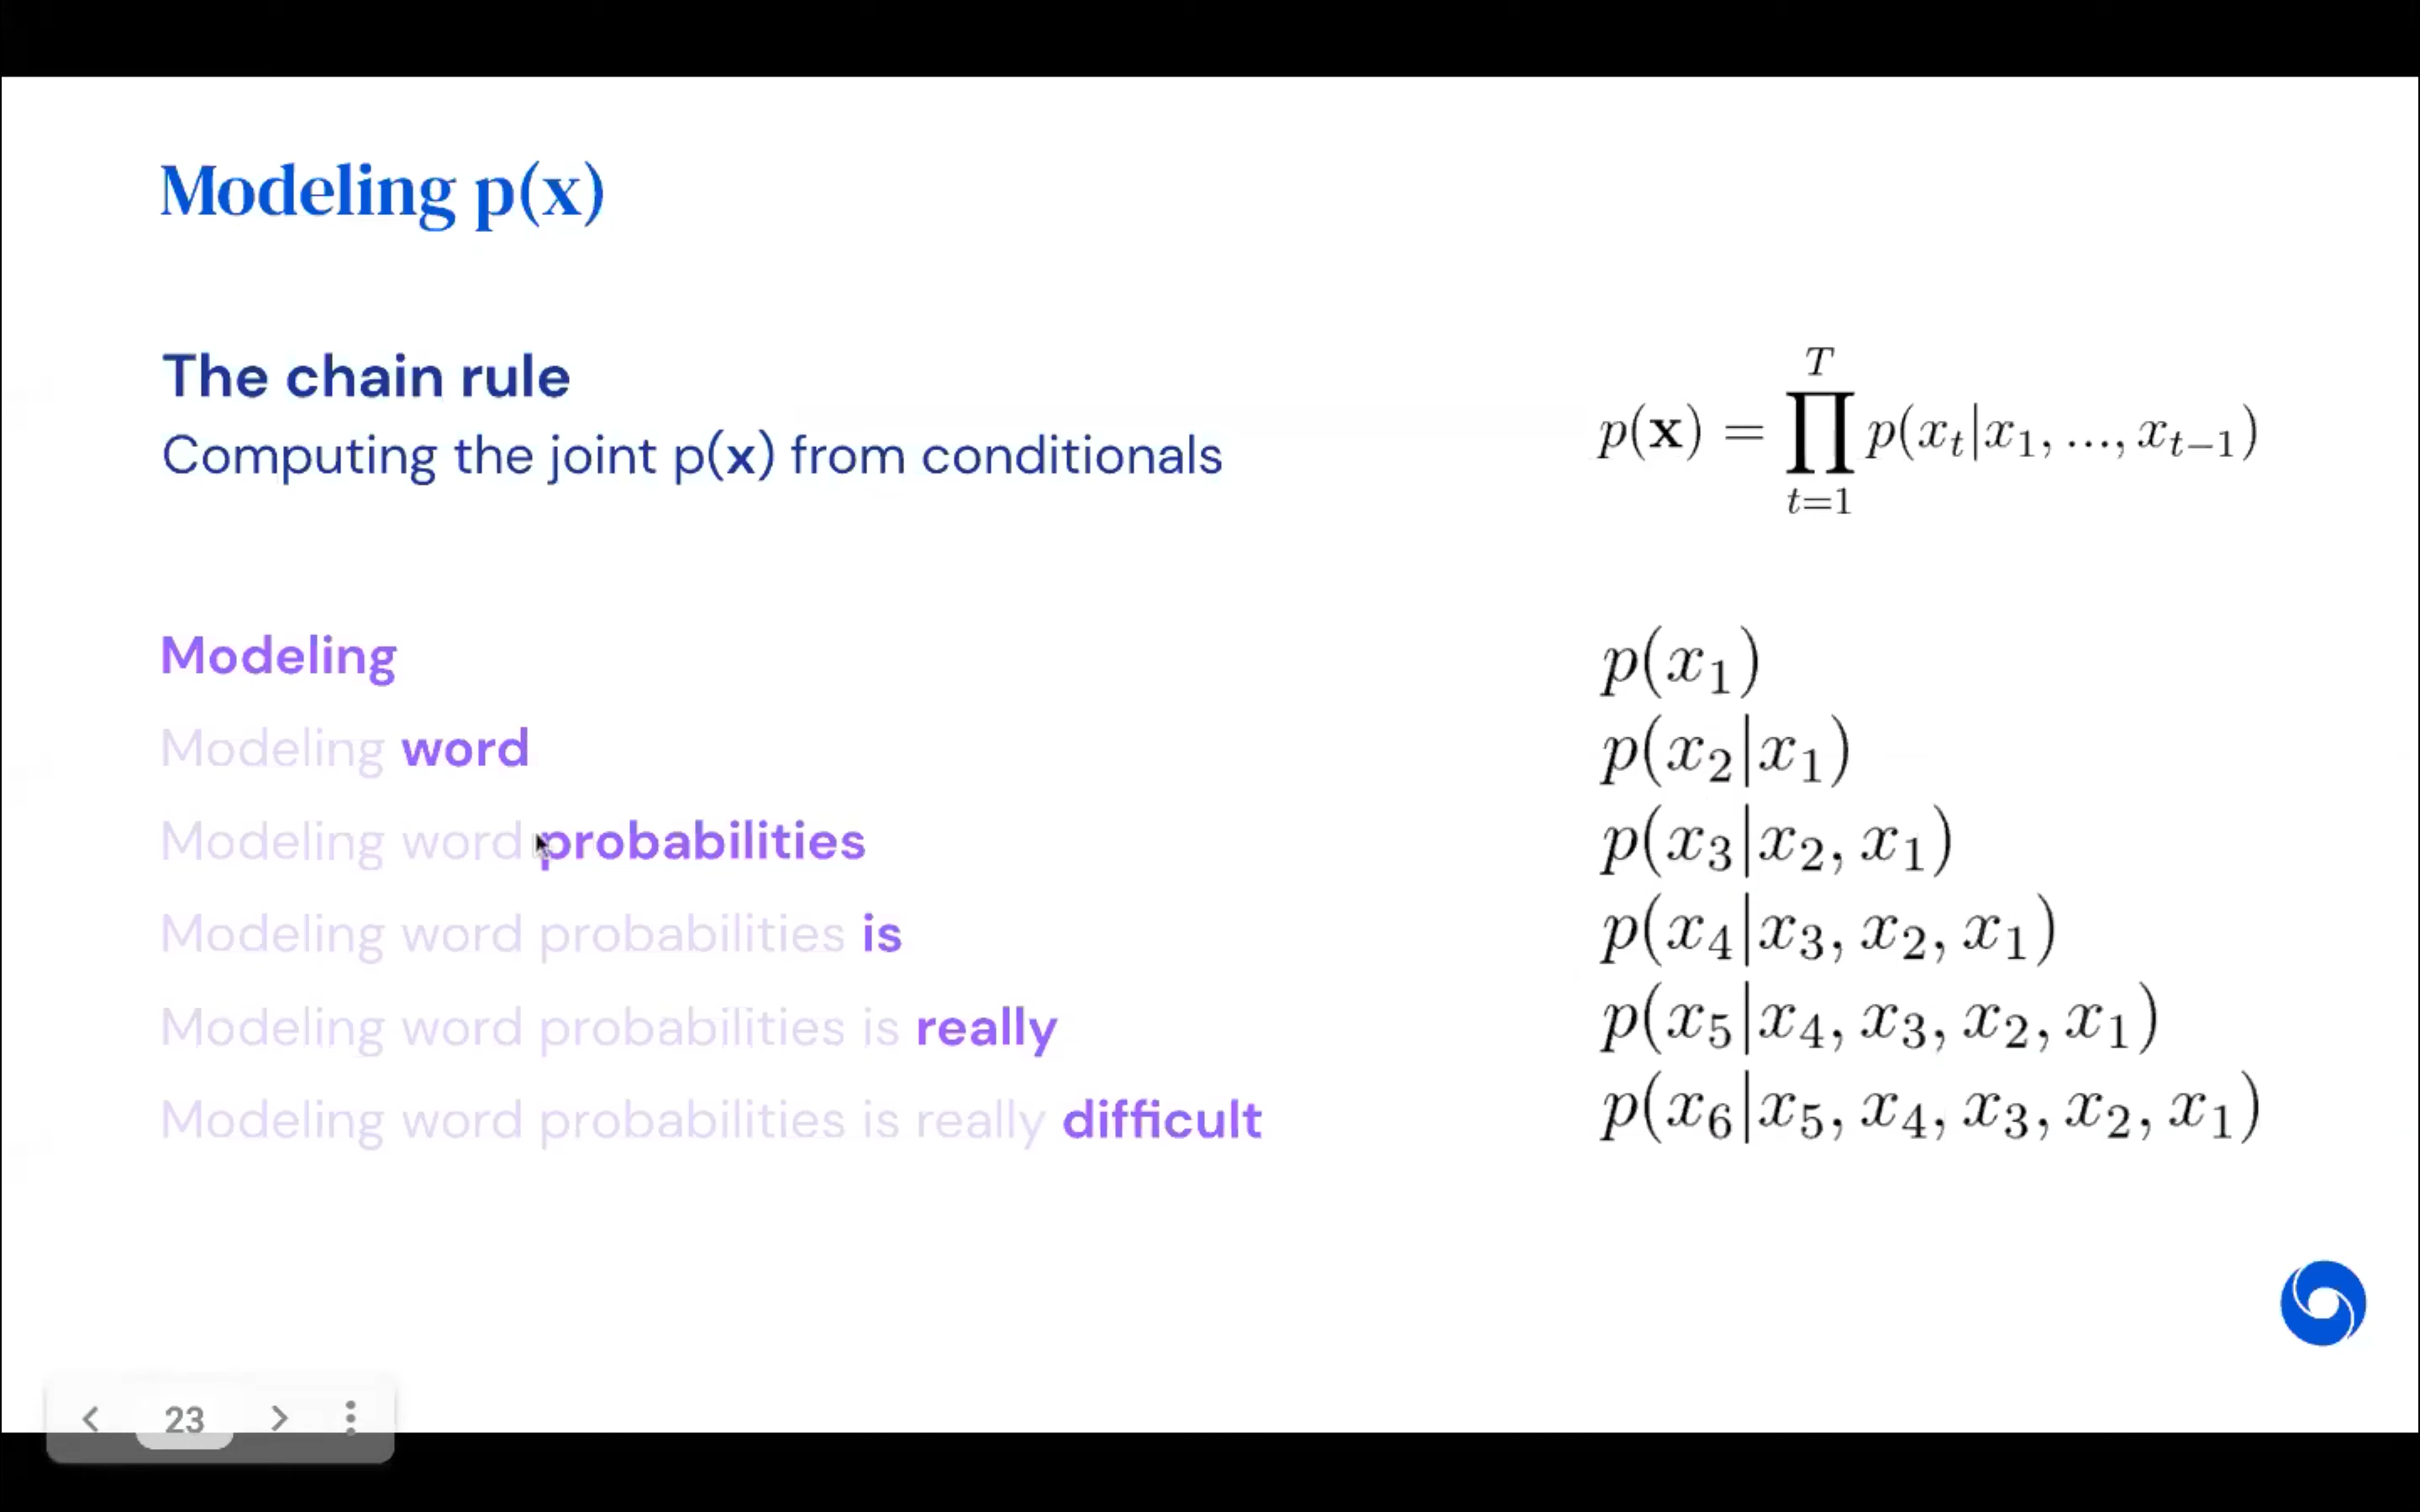 Modeling p(x)
The chain rule
Computing the joint p(x) from conditionals
p(x) = ∏_{t=1}^{T} p(x_t|x_1, ..., x_{t-1})
Modeling
p(x_1)
Modeling word
p(x_2|x_1)
Modeling word probabilities
p(x_3|x_2, x_1)
Modeling word probabilities is
p(x_4|x_3, x_2, x_1)
Modeling word probabilities is really
p(x_5|x_4, x_3, x_2, x_1)
Modeling word probabilities is really difficult
p(x_6|x_5, x_4, x_3, x_2, x_1)
23